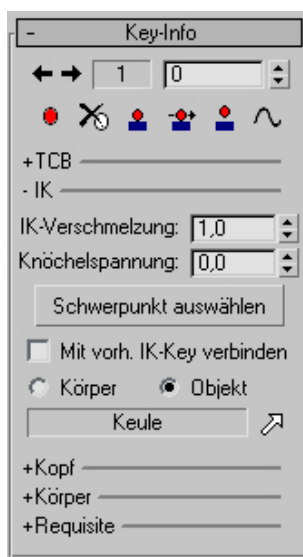 - Key-Info
1 0
+TCB
- IK
IK-Verschmelzung: 1,0
Knöchelspannung: 0,0
Schwerpunkt auswählen
Mit vorh. IK-Key verbinden
Körper Objekt
Keule
+Kopf
+Körper
+Requisite